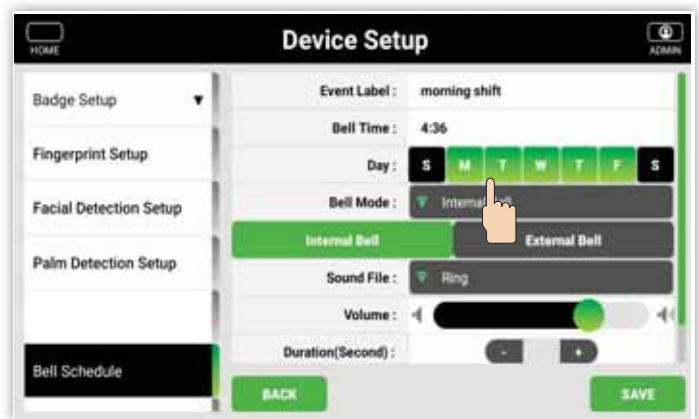 HOME
Device Setup
ADMIN
Badge Setup
Fingerprint Setup
Facial Detection Setup
Palm Detection Setup
Bell Schedule
Event Label : morning shift
Bell Time : 4:36
Day : S M T W T F S
Bell Mode : Internal Bell
Internal Bell External Bell
Sound File : Ring
Volume :
Duration(Second) : - +
BACK
SAVE